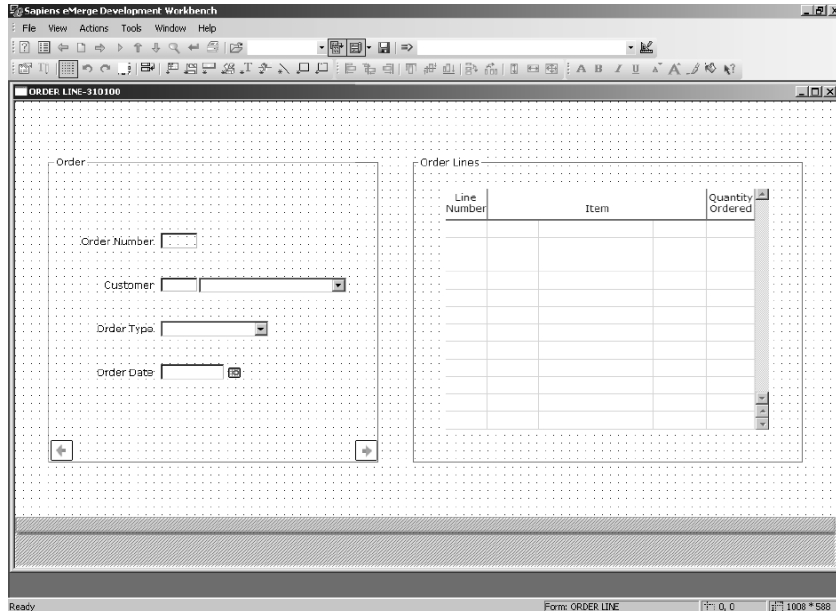 Sapiens eMerge Development Workbench
File View Actions Tools Window Help
A B I U A A
ORDER LINE-310100
Order
Order Number
Customer
Order Type
Order Date
Order Lines
Line Number
Item
Quantity Ordered
Ready
Form: ORDER LINE
0, 0
1008 * 588